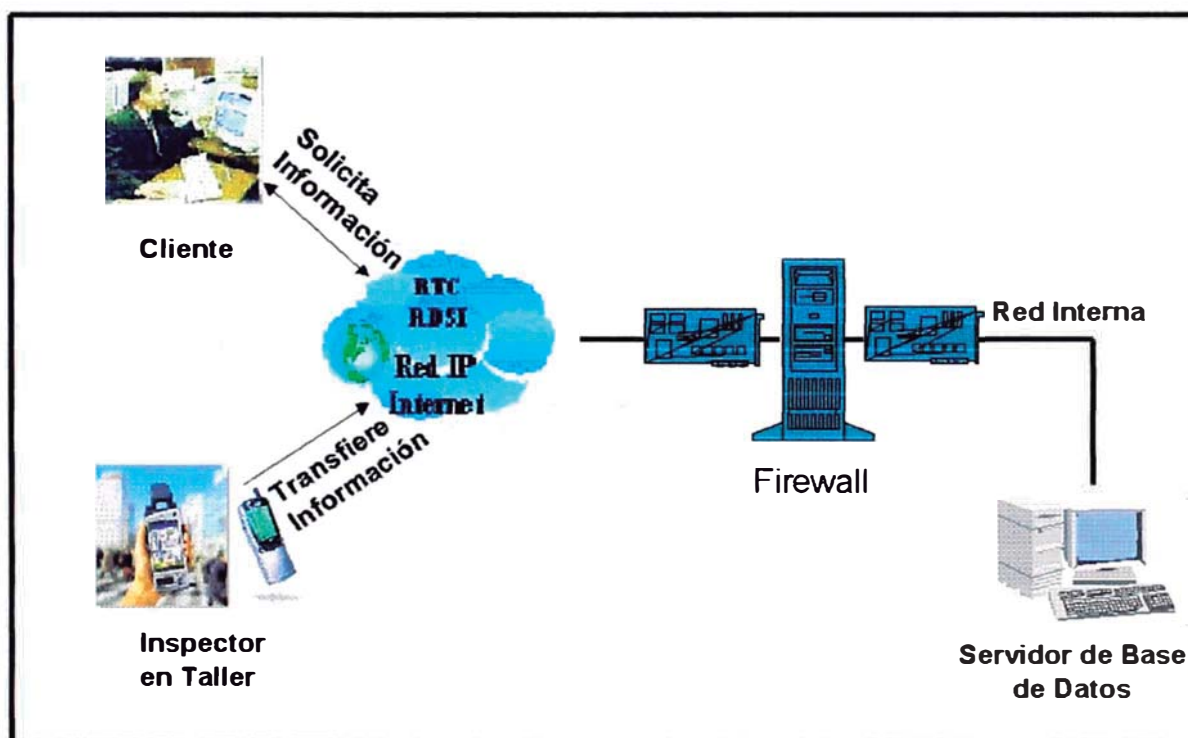 Solicita
Información
Cliente
RTC
RDSI
Red IP
Internet
Red Interna
Firewall
Transfiere
Información
Inspector
en Taller
Servidor de Base
de Datos